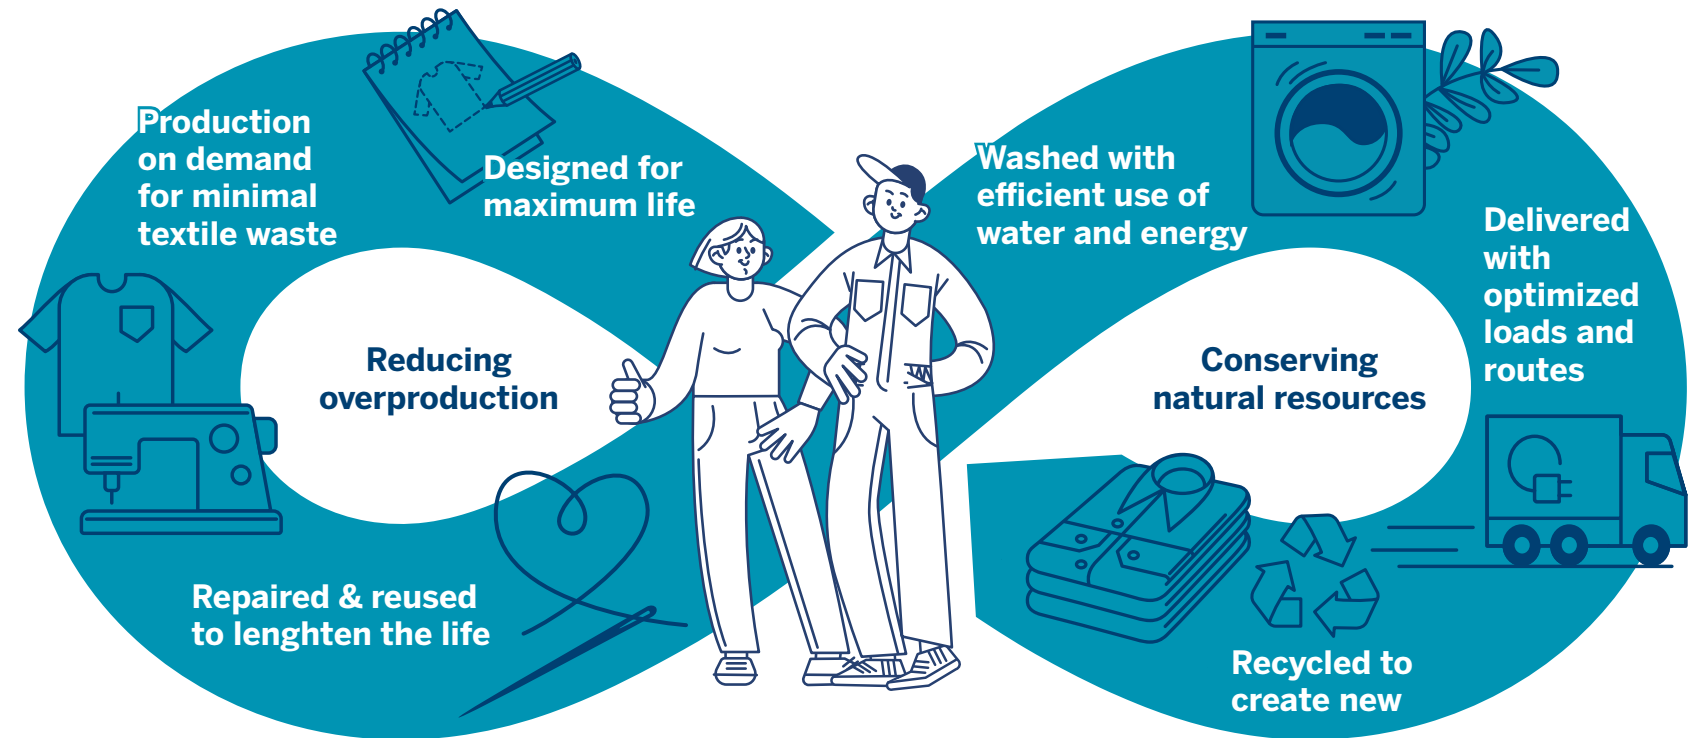 Production
on demand
for minimal
textile waste
Designed for
maximum life
Reducing
overproduction
Repaired & reused
to lenghten the life
Washed with
efficient use of
water and energy
Delivered
with
optimized
loads and
routes
Conserving
natural resources
Recycled to
create new